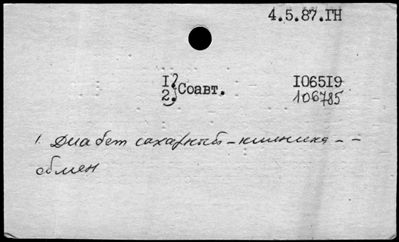 4.5.87.ГН
1) Соавт. 106519
2. 106785
1. Диабет сахарный – клиника – –
обмен